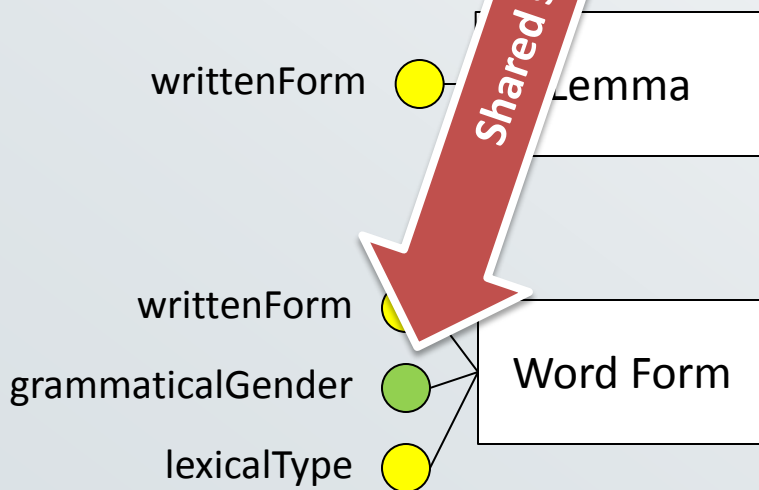 Shared
writtenForm
Lemma
writtenForm
grammaticalGender
Word Form
lexicalType